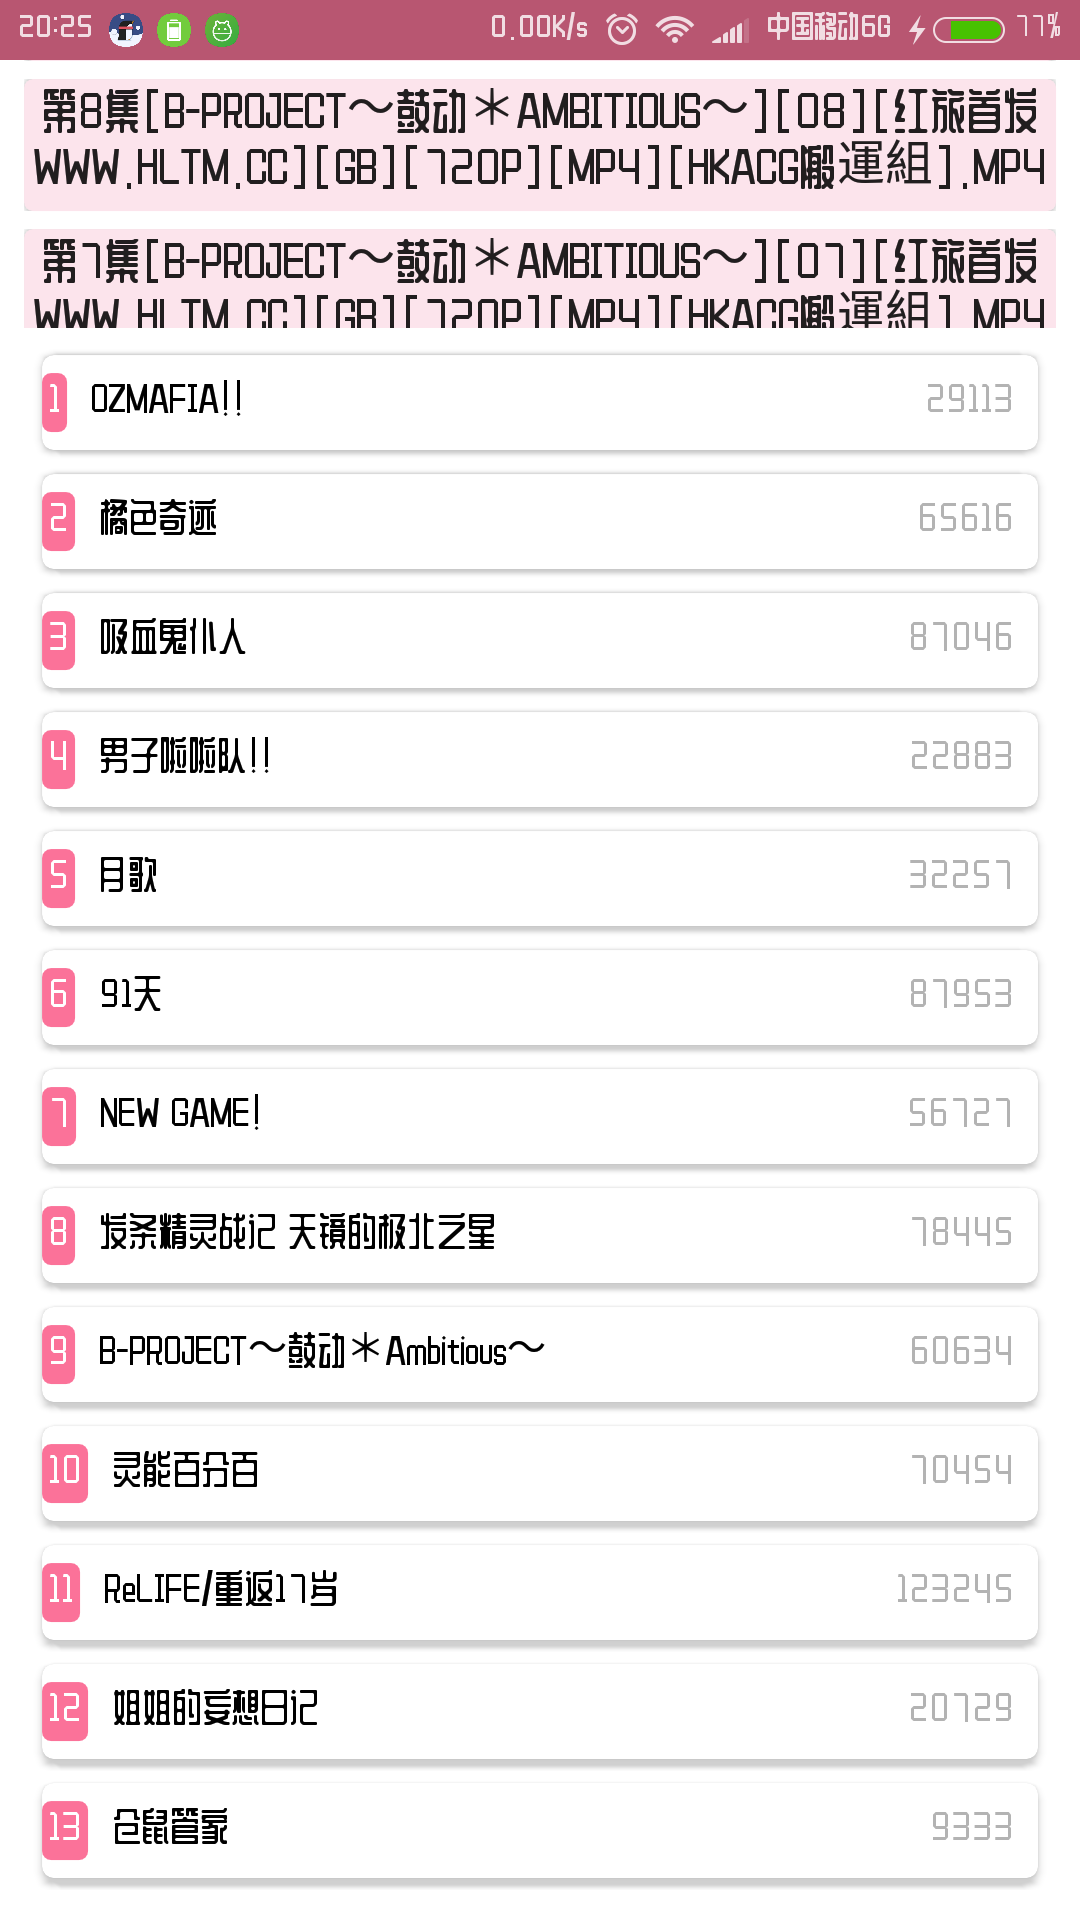 20:25 0.00K/s 中国移动6G 77%
第8集[B-PROJECT～鼓动＊AMBITIOUS～][08][红旅首发
WWW.HLTM.CC][GB][720P][MP4][HKACG搬運組].MP4
第7集[B-PROJECT～鼓动＊AMBITIOUS～][07][红旅首发
WWW.HLTM.CC][GB][720P][MP4][HKACG搬運組].MP4
1 OZMAFIA!! 29113
2 橘色奇迹 65616
3 吸血鬼仆人 87046
4 男子啦啦队!! 22883
5 月歌 32257
6 91天 87953
7 NEW GAME! 56727
8 发条精灵战记 天镜的极北之星 78445
9 B-PROJECT～鼓动＊Ambitious～ 60634
10 灵能百分百 70454
11 ReLIFE/重返17岁 123245
12 姐姐的妄想日记 20729
13 仓鼠管家 9333